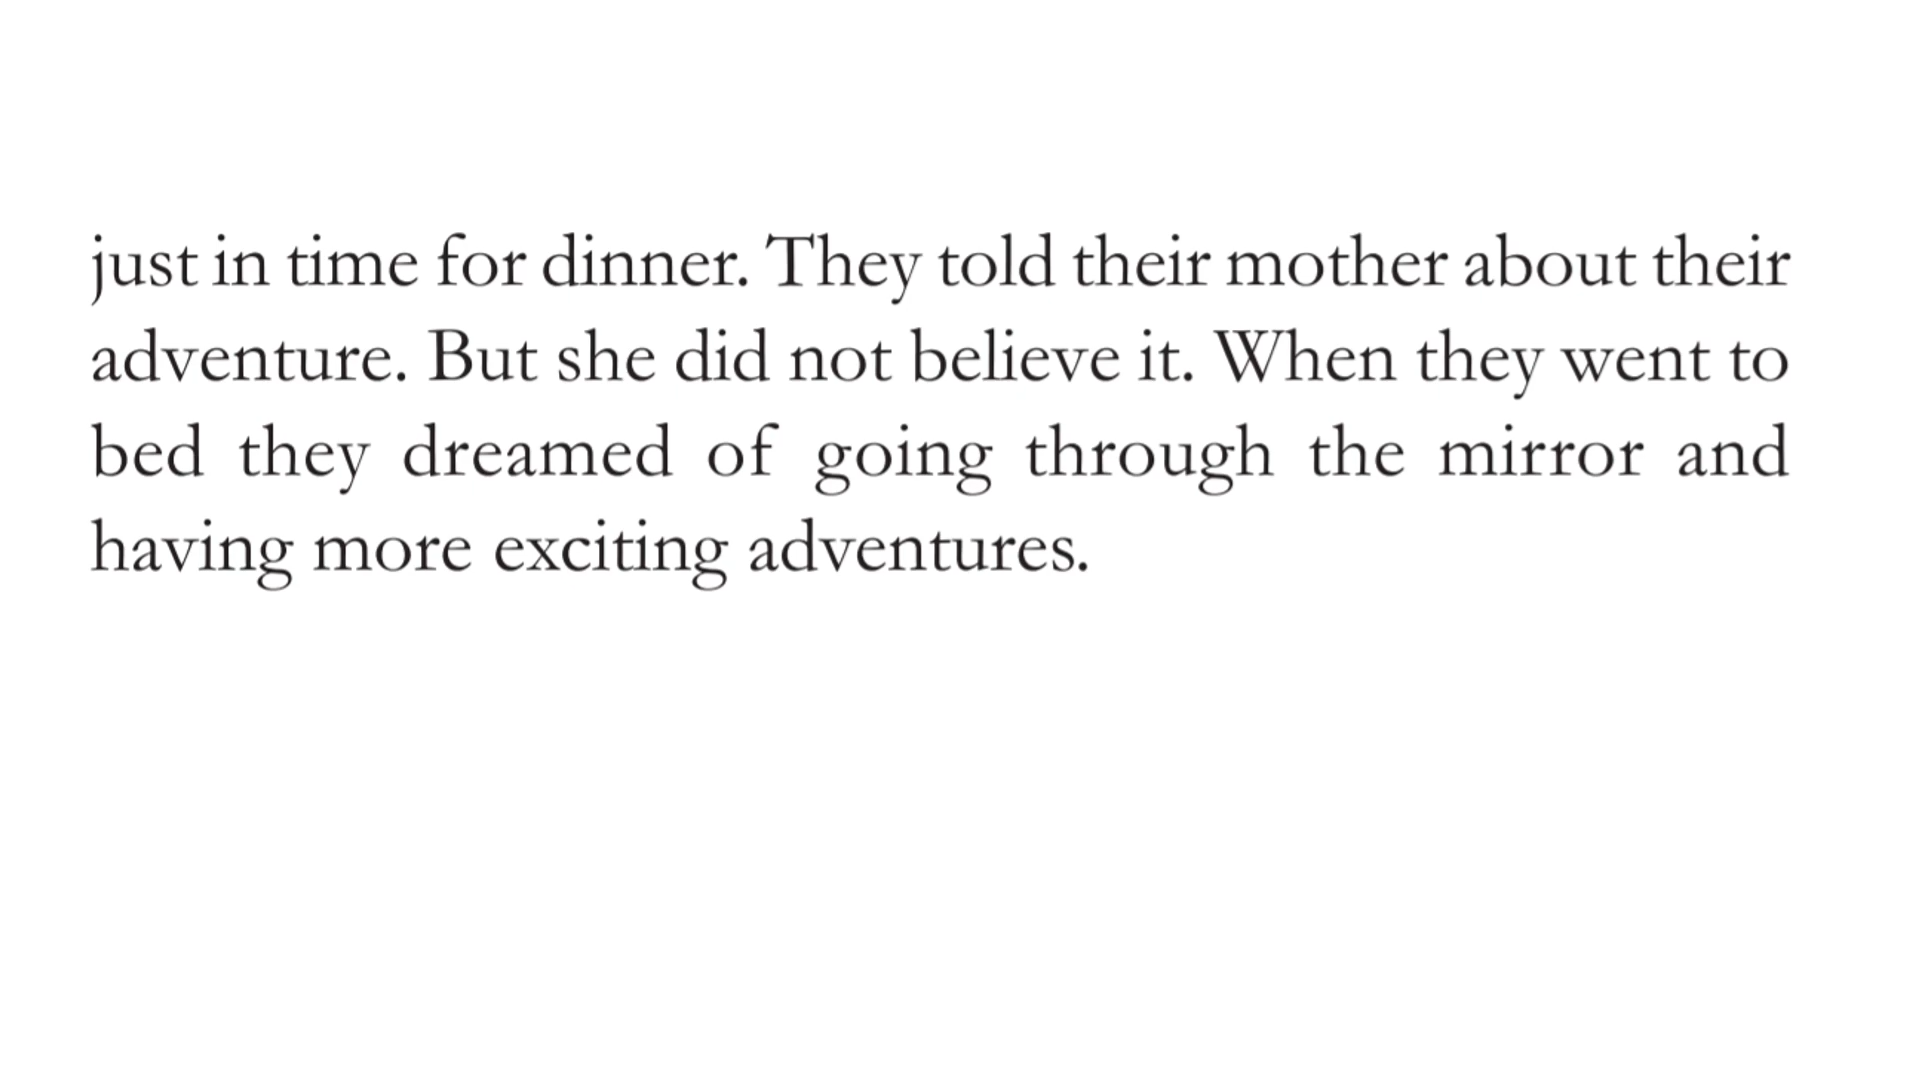 just in time for dinner. They told their mother about their
adventure. But she did not believe it. When they went to
bed they dreamed of going through the mirror and
having more exciting adventures.